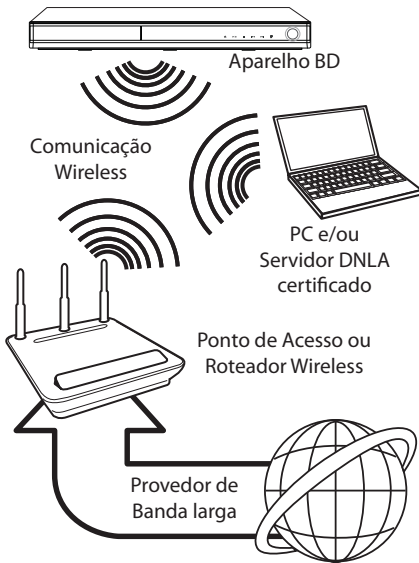 Aparelho BD
Comunicação
Wireless
PC e/ou
Servidor DNLA
certificado
Ponto de Acesso ou
Roteador Wireless
Provedor de
Banda larga